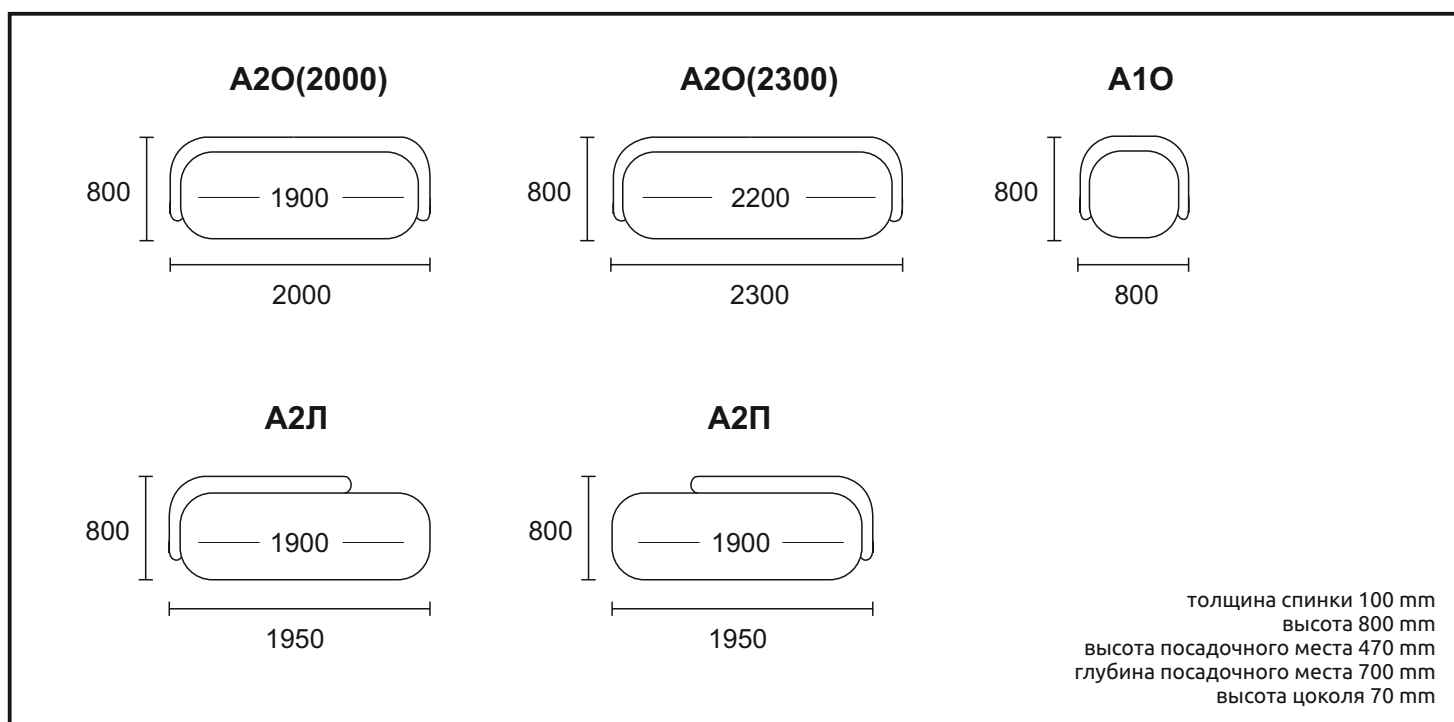 А2О(2000)
800
1900
2000
А2О(2300)
800
2200
2300
А1О
800
800
А2Л
800
1900
1950
А2П
800
1900
1950
толщина спинки 100 mm
высота 800 mm
высота посадочного места 470 mm
глубина посадочного места 700 mm
высота цоколя 70 mm